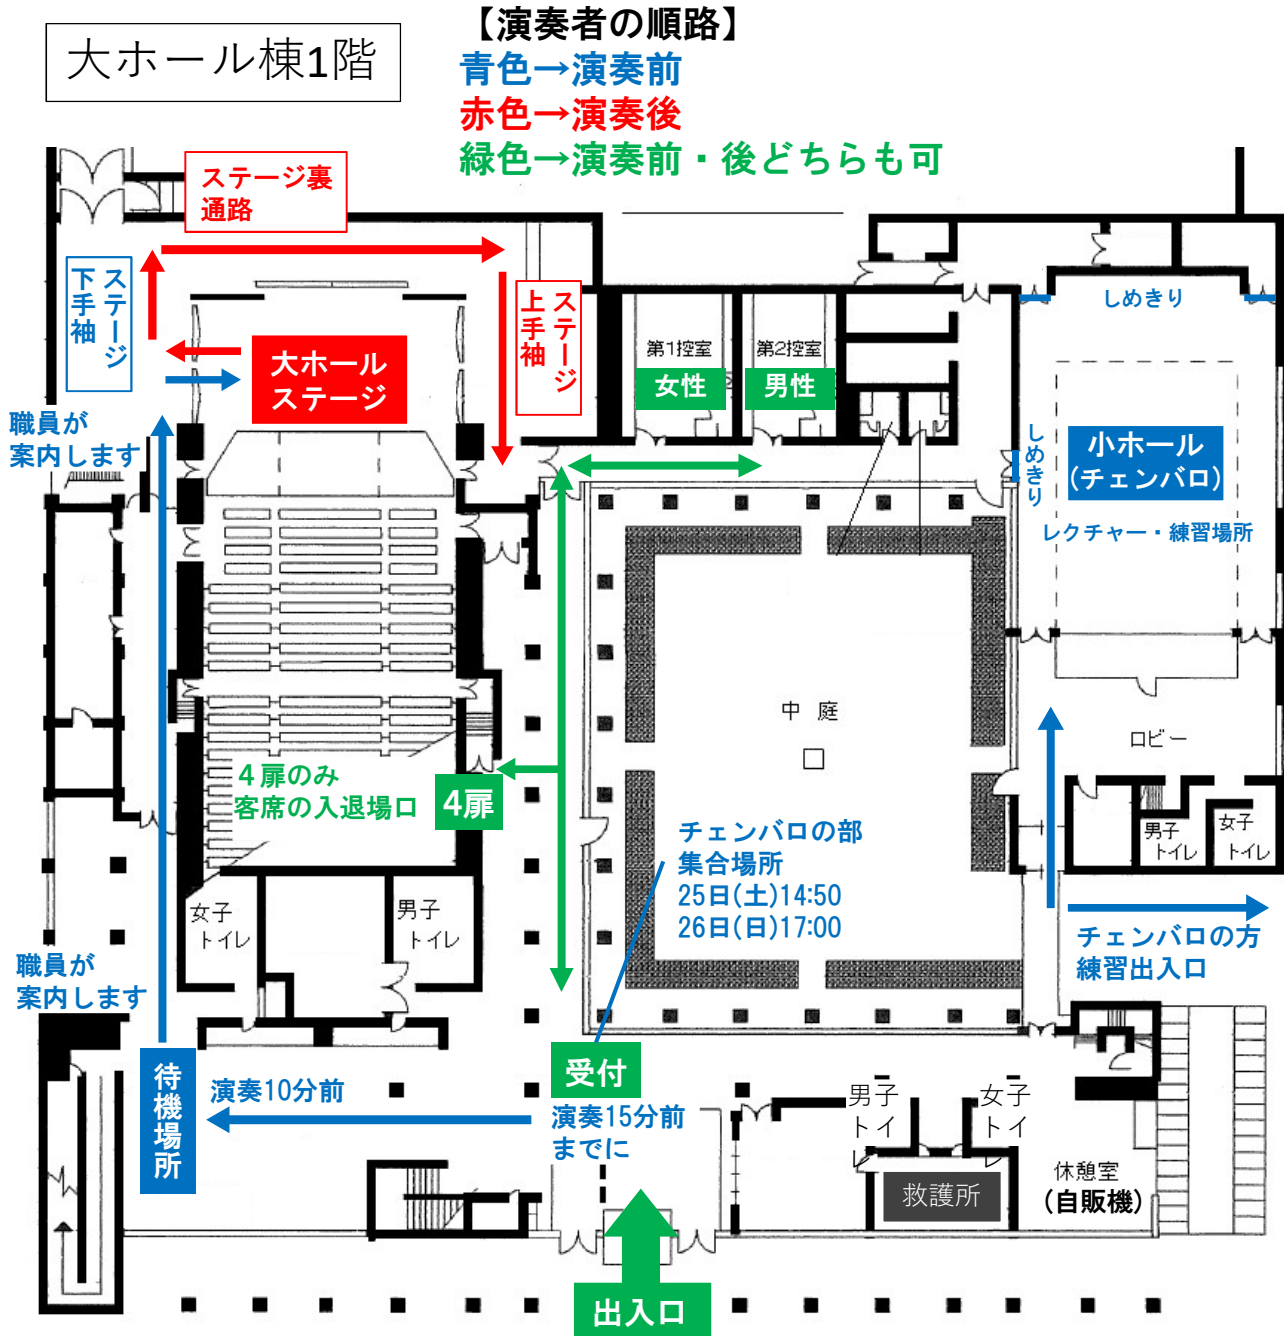 【演奏者の順路】
大ホール棟1階
青色→演奏前
赤色→演奏後
緑色→演奏前・後どちらも可
ステージ裏
通路
ステージ
下手袖
ステージ
上手袖
大ホール
ステージ
第1控室
女性
第2控室
男性
しめきり
しめきり
小ホール
(チェンバロ)
レクチャー・練習場所
職員が
案内します
中庭
ロビー
4扉のみ
客席の入退場口
4扉
チェンバロの部
集合場所
25日(土)14:50
26日(日)17:00
男子
トイレ
女子
トイレ
女子
トイレ
男子
トイレ
チェンバロの方
練習出入口
職員が
案内します
待機場所
演奏10分前
受付
演奏15分前
までに
男子
トイレ
女子
トイレ
救護所
休憩室
(自販機)
出入口